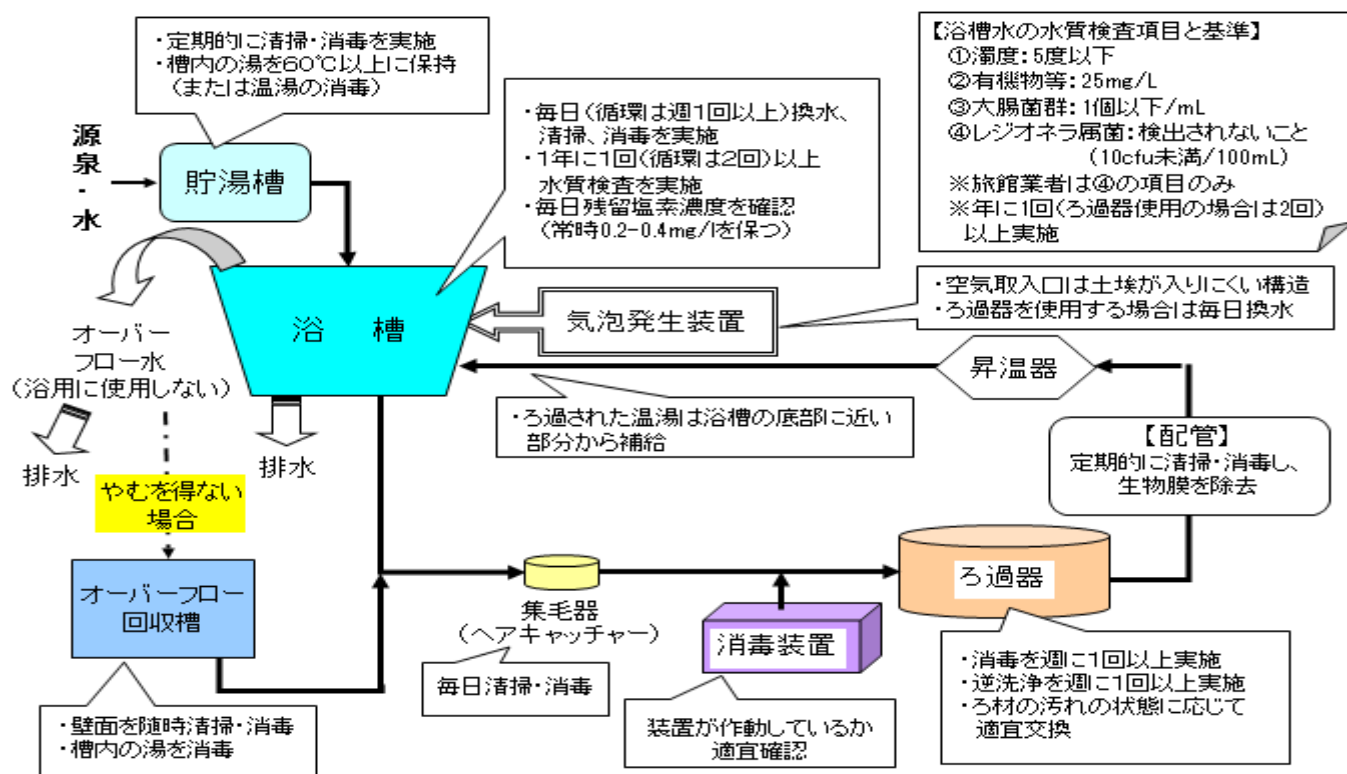 ・定期的に清掃・消毒を実施
・槽内の湯を60℃以上に保持
（または温湯の消毒）
【浴槽水の水質検査項目と基準】
①濁度：5度以下
②有機物等：25mg/L
③大腸菌群：1個以下/mL
④レジオネラ属菌：検出されないこと
（10cfu未満/100mL）
※旅館業者は④の項目のみ
※年に1回（ろ過器使用の場合は2回）
以上実施
・毎日（循環は週1回以上）換水、
清掃、消毒を実施
・1年に1回（循環は2回）以上
水質検査を実施
・毎日残留塩素濃度を確認
（常時0.2-0.4mg/lを保つ）
源泉・水
貯湯槽
浴　槽
気泡発生装置
・空気取入口は土埃が入りにくい構造
・ろ過器を使用する場合は毎日換水
オーバー
フロー水
（浴用に使用しない）
昇温器
・ろ過された温湯は浴槽の底部に近い
部分から補給
排水
排水
【配管】
定期的に清掃・消毒し、
生物膜を除去
やむを得ない
場合
オーバーフロー
回収槽
集毛器
（ヘアキャッチャー）
消毒装置
ろ過器
毎日清掃・消毒
・壁面を随時清掃・消毒
・槽内の湯を消毒
装置が作動しているか
適宜確認
・消毒を週に1回以上実施
・逆洗浄を週に1回以上実施
・ろ材の汚れの状態に応じて
適宜交換